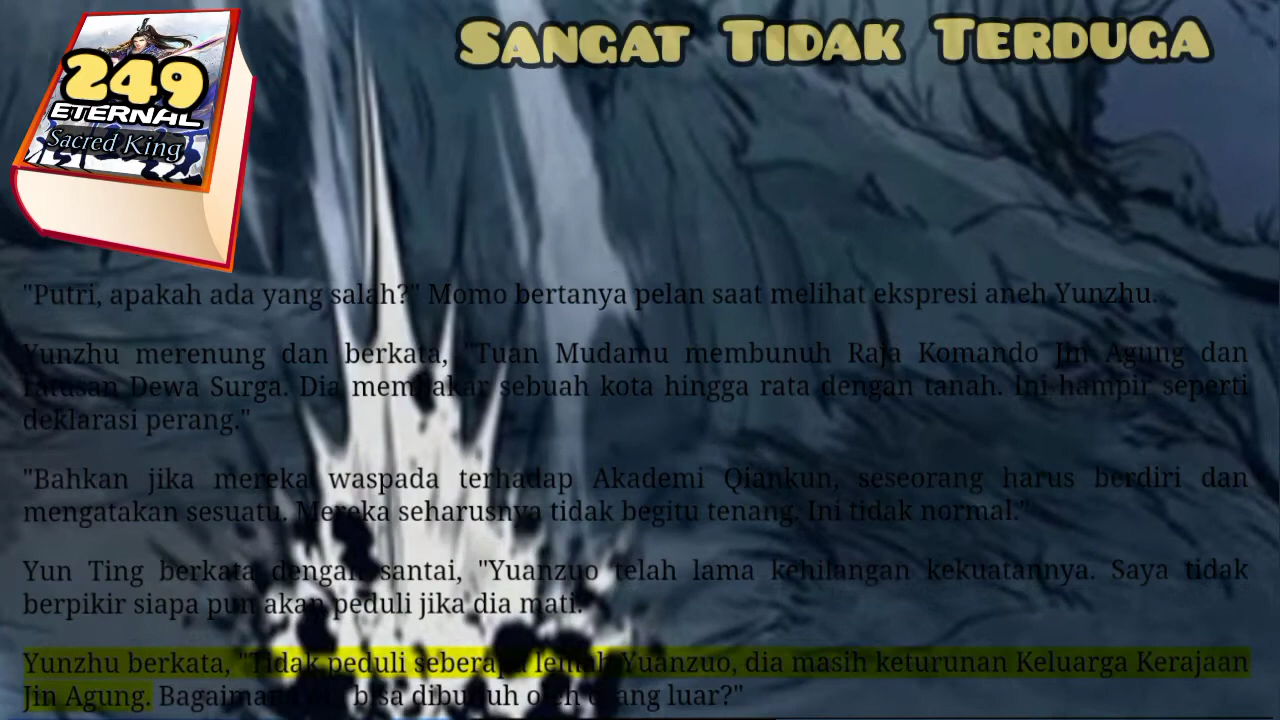 249
ETERNAL
Sacred King
SANGAT TIDAK TERDUGA
"Putri, apakah ada yang salah?" Momo bertanya pelan saat melihat ekspresi aneh Yunzhu.
Yunzhu merenung dan berkata, "Tuan Mudamu membunuh Raja Komando Jin Agung dan
ratusan Dewa Surga. Dia membakar sebuah kota hingga rata dengan tanah. Ini hampir seperti
deklarasi perang."
"Bahkan jika mereka waspada terhadap Akademi Qiankun, seseorang harus berdiri dan
mengatakan sesuatu. Mereka seharusnya tidak begitu tenang. Ini tidak normal."
Yun Ting berkata dengan santai, "Yuanzuo telah lama kehilangan kekuatannya. Saya tidak
berpikir siapa pun akan peduli jika dia mati."
Yunzhu berkata, "Tidak peduli seberapa lemah Yuanzuo, dia masih keturunan Keluarga Kerajaan
Jin Agung. Bagaimana dia bisa dibunuh oleh orang luar?"